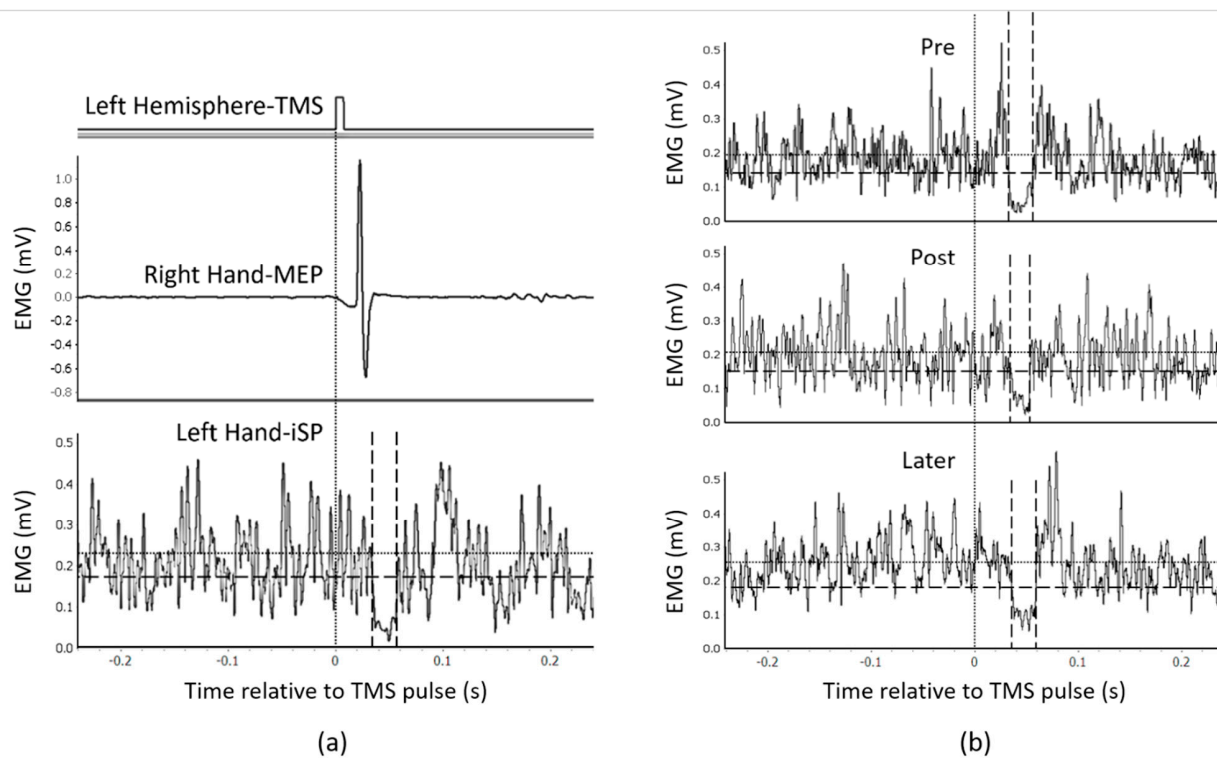 Left Hemisphere-TMS
EMG (mV)
1.0
0.8
0.6
0.4
0.2
0.0
-0.2
-0.4
-0.6
-0.8
Right Hand-MEP
EMG (mV)
0.5
0.4
0.3
0.2
0.1
0.0
Left Hand-iSP
-0.2 -0.1 0 0.1 0.2
Time relative to TMS pulse (s)
(a)
EMG (mV)
0.5
0.4
0.3
0.2
0.1
0.0
Pre
EMG (mV)
0.5
0.4
0.3
0.2
0.1
0.0
Post
EMG (mV)
0.5
0.4
0.3
0.2
0.1
0.0
Later
-0.2 -0.1 0 0.1 0.2
Time relative to TMS pulse (s)
(b)